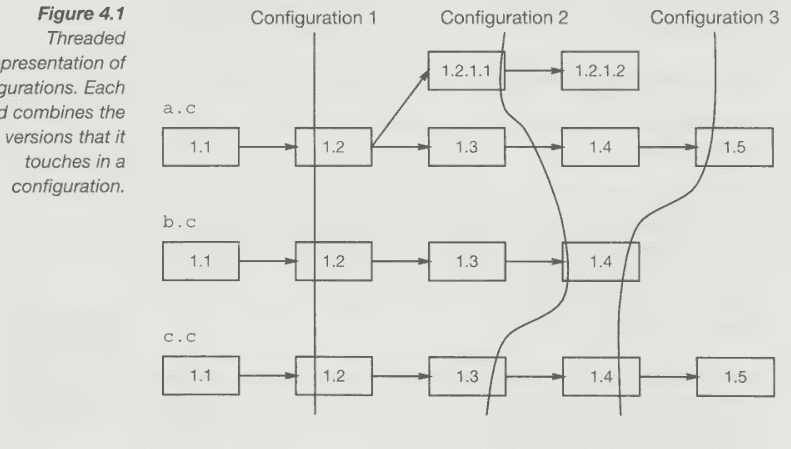 Figure 4.1
Threaded
presentation of
gurations. Each
d combines the
versions that it
touches in a
configuration.
Configuration 1 Configuration 2 Configuration 3
1.2.1.1 1.2.1.2
a.c
1.1 1.2 1.3 1.4 1.5
b.c
1.1 1.2 1.3 1.4
c.c
1.1 1.2 1.3 1.4 1.5